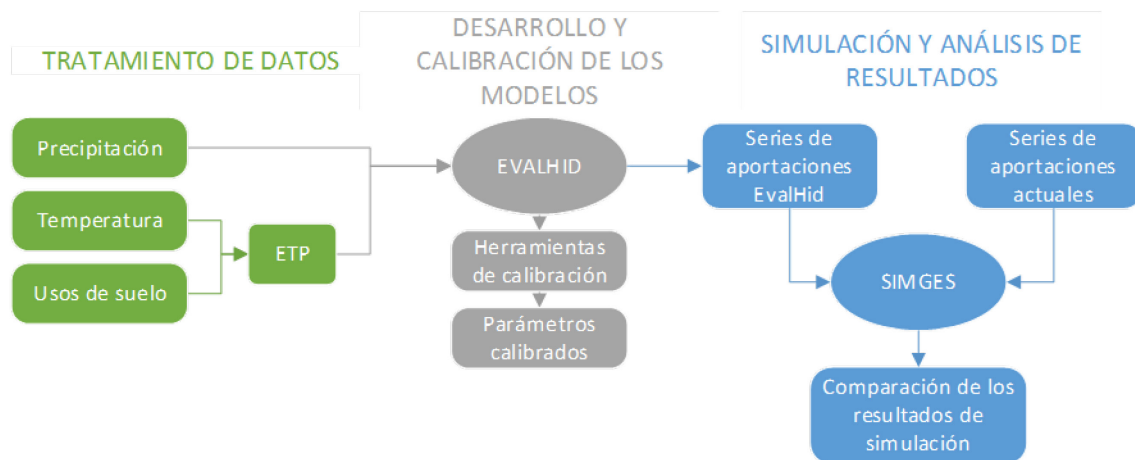 TRATAMIENTO DE DATOS
DESARROLLO Y
CALIBRACIÓN DE LOS
MODELOS
SIMULACIÓN Y ANÁLISIS DE
RESULTADOS
Precipitación
Temperatura
Usos de suelo
ETP
EVALHID
Herramientas
de calibración
Parámetros
calibrados
Series de
aportaciones
EvalHid
Series de
aportaciones
actuales
SIMGES
Comparación de los
resultados de
simulación